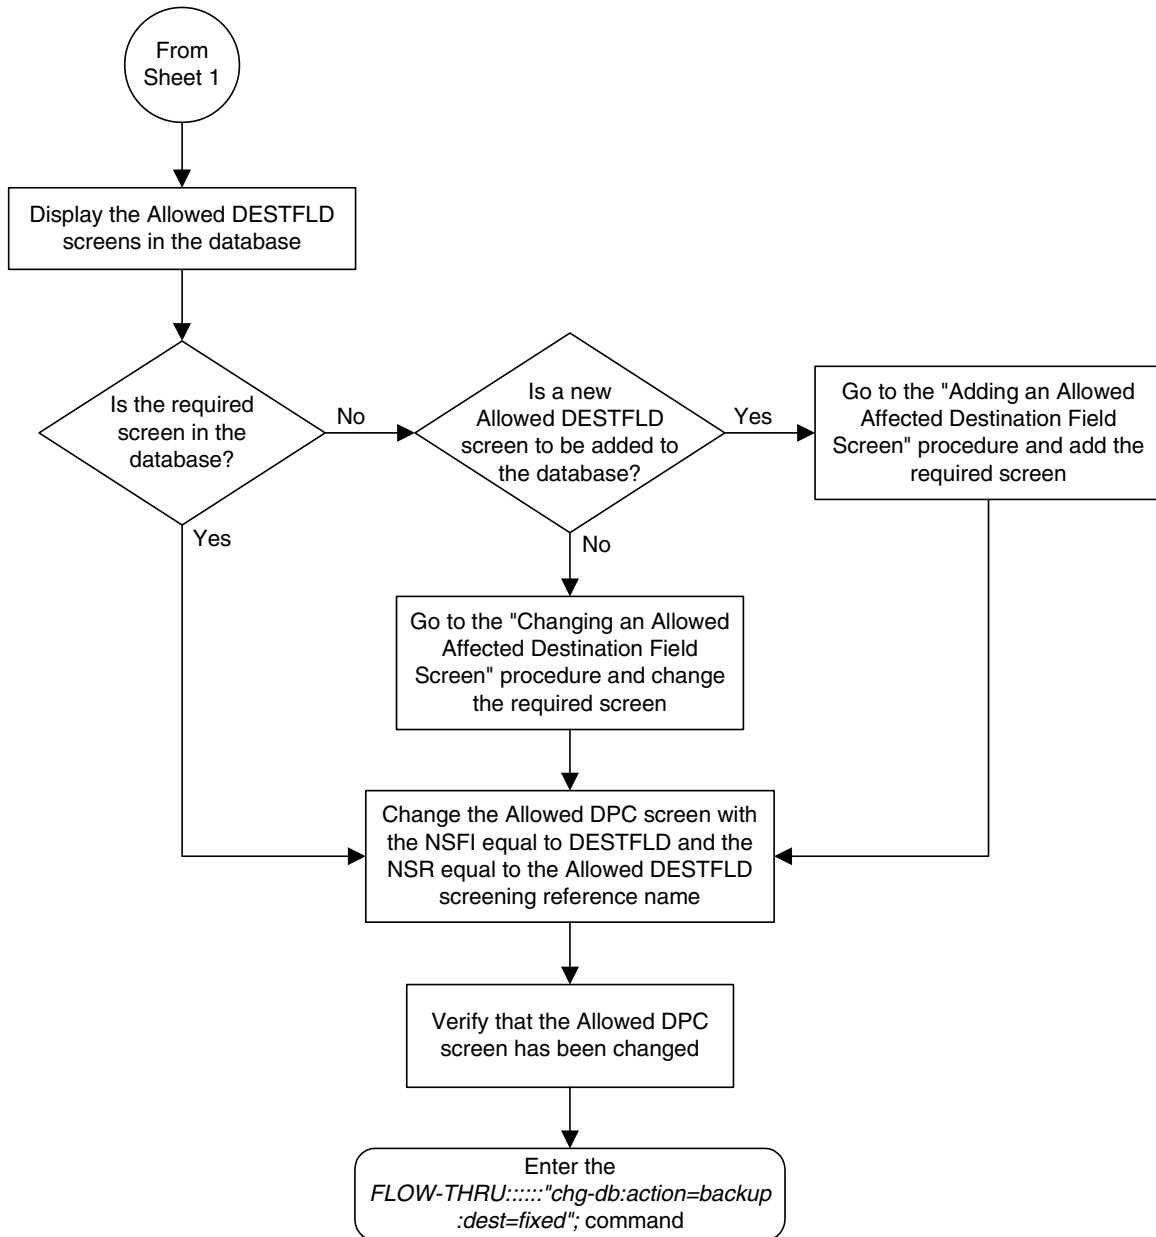 From
Sheet 1
Display the Allowed DESTFLD
screens in the database
Is the required
screen in the
database?
No
Yes
Is a new
Allowed DESTFLD
screen to be added to
the database?
Yes
No
Go to the "Adding an Allowed
Affected Destination Field
Screen" procedure and add the
required screen
Go to the "Changing an Allowed
Affected Destination Field
Screen" procedure and change
the required screen
Change the Allowed DPC screen with
the NSFI equal to DESTFLD and the
NSR equal to the Allowed DESTFLD
screening reference name
Verify that the Allowed DPC
screen has been changed
Enter the
FLOW-THRU::::::"chg-db:action=backup
:dest=fixed"; command